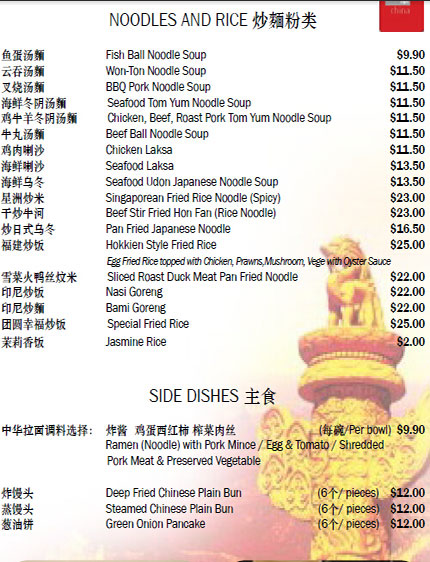 china
NOODLES AND RICE 炒麵粉类
鱼蛋汤麵 Fish Ball Noodle Soup $9.90
云吞汤麵 Won-Ton Noodle Soup $11.50
叉烧汤麵 BBQ Pork Noodle Soup $11.50
海鲜冬阴汤麵 Seafood Tom Yum Noodle Soup $11.50
鸡牛羊冬阴汤麵 Chicken, Beef, Roast Pork Tom Yum Noodle Soup $11.50
牛丸汤麵 Beef Ball Noodle Soup $11.50
鸡肉喇沙 Chicken Laksa $11.50
海鲜喇沙 Seafood Laksa $13.50
海鲜乌冬 Seafood Udon Japanese Noodle Soup $13.50
星洲炒米 Singaporean Fried Rice Noodle (Spicy) $23.00
干炒牛河 Beef Stir Fried Hon Fan (Rice Noodle) $23.00
炒日式乌冬 Pan Fried Japanese Noodle $16.50
福建炒饭 Hokkien Style Fried Rice $25.00
Egg Fried Rice topped with Chicken, Prawns,Mushroom, Vege with Oyster Sauce
雪菜火鸭丝炆米 Sliced Roast Duck Meat Pan Fried Noodle $22.00
印尼炒饭 Nasi Goreng $22.00
印尼炒麵 Bami Goreng $22.00
团圆幸福炒饭 Special Fried Rice $25.00
茉莉香饭 Jasmine Rice $2.00
SIDE DISHES 主食
中华拉面调料选择： 炸酱 鸡蛋西红柿 榨菜肉丝 (每碗/Per bowl) $9.90
Ramen (Noodle) with Pork Mince / Egg & Tomato / Shredded
Pork Meat & Preserved Vegetable
炸馒头 Deep Fried Chinese Plain Bun (6个/ pieces) $12.00
蒸馒头 Steamed Chinese Plain Bun (6个/ pieces) $12.00
葱油饼 Green Onion Pancake (6个/ pieces) $12.00